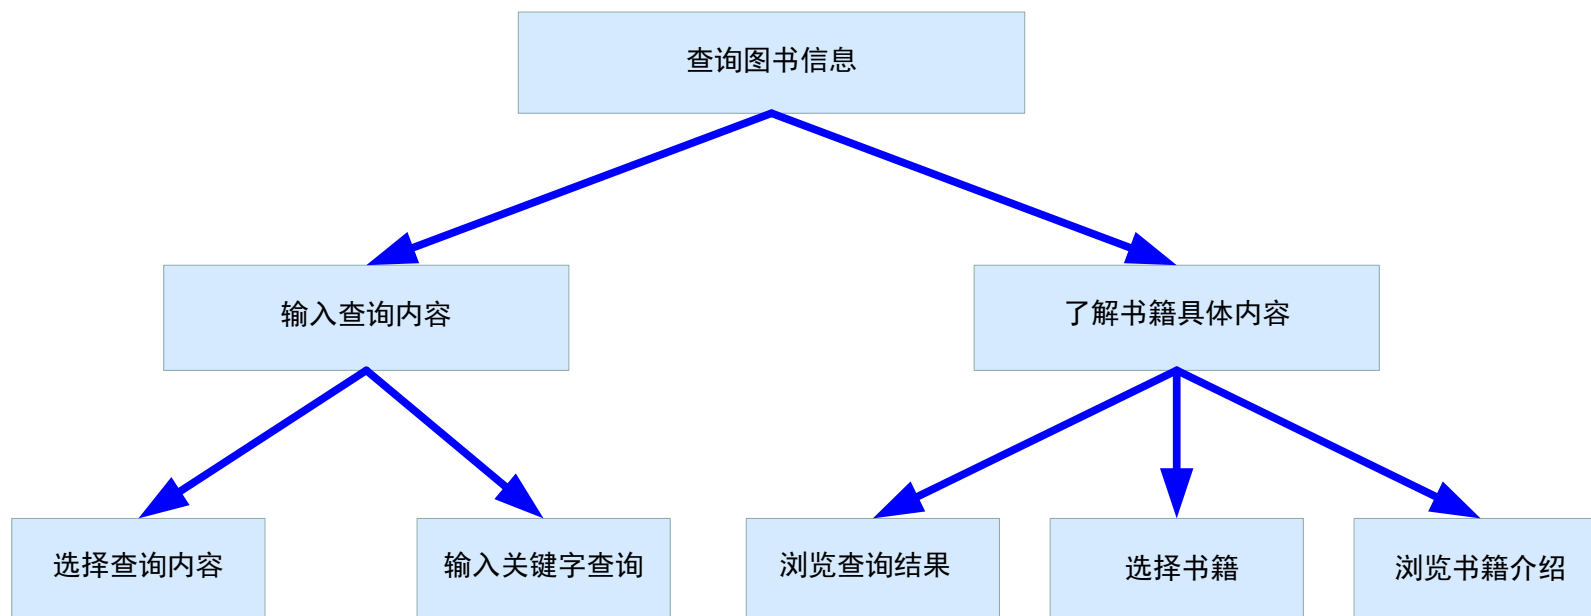 查询图书信息
输入查询内容
了解书籍具体内容
选择查询内容
输入关键字查询
浏览查询结果
选择书籍
浏览书籍介绍